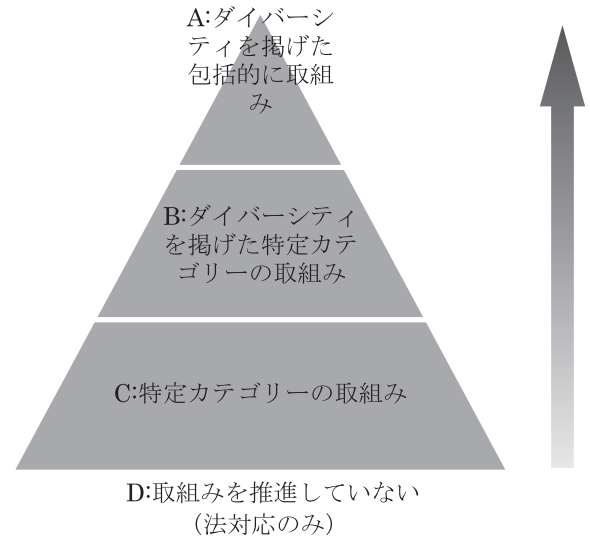 A:ダイバーシ
ティを掲げた
包括的に取組
み
B:ダイバーシティ
を掲げた特定カテ
ゴリーの取組み
C:特定カテゴリーの取組み
D:取組みを推進していない
（法対応のみ）